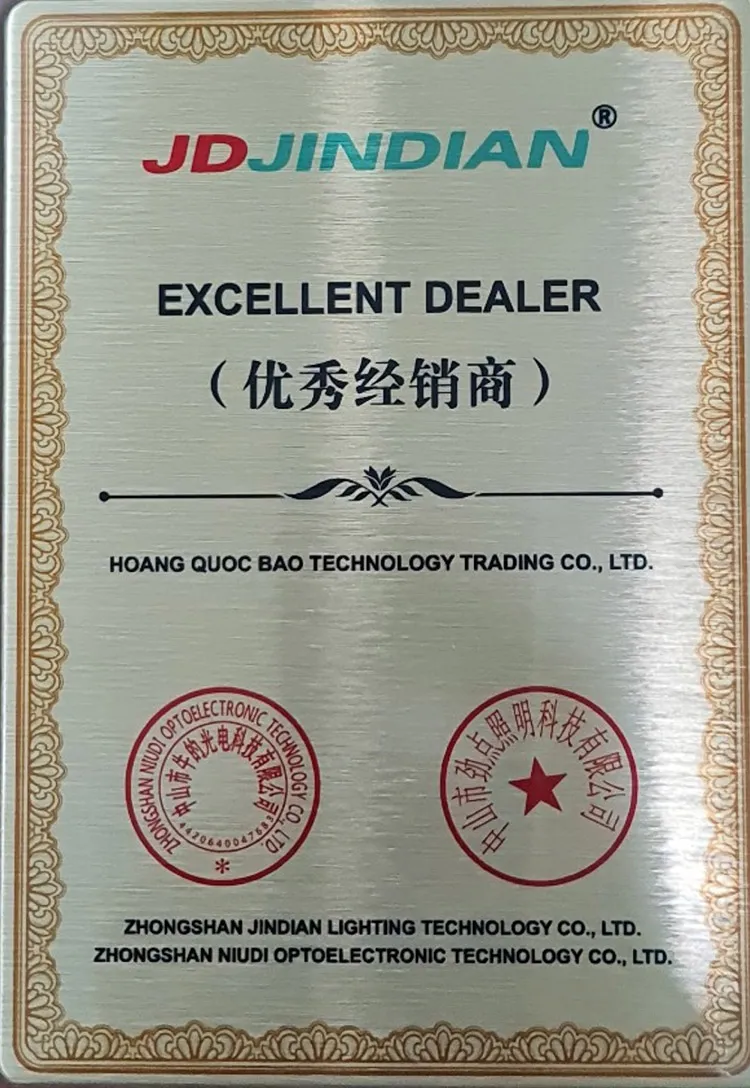 JDJINDIAN®
EXCELLENT DEALER
（优秀经销商）
HOANG QUOC BAO TECHNOLOGY TRADING CO., LTD.
ZHONGSHAN NIUDI OPTOELECTRONIC TECHNOLOGY CO., LTD.
中山市牛的光电科技有限公司
中山市劲点照明科技有限公司
ZHONGSHAN JINDIAN LIGHTING TECHNOLOGY CO., LTD.
ZHONGSHAN NIUDI OPTOELECTRONIC TECHNOLOGY CO., LTD.